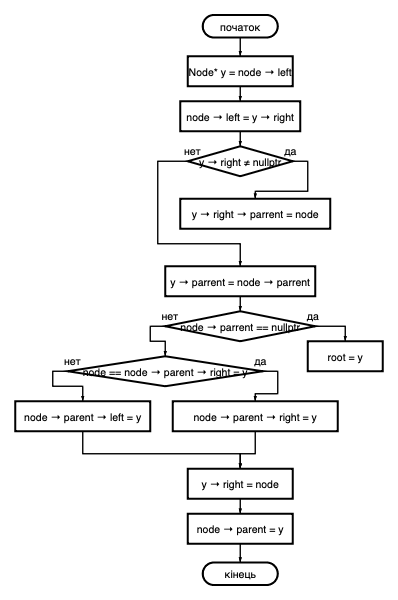 початок
Node* y = node → left
node → left = y → right
нет
да
y → right ≠ nullptr
y → right → parrent = node
y → parrent = node → parrent
нет
да
node → parent == nullptr
root = y
нет
да
node == node → parent → right = y
node → parent → left = y
node → parent → right = y
y → right = node
node → parent = y
кінець